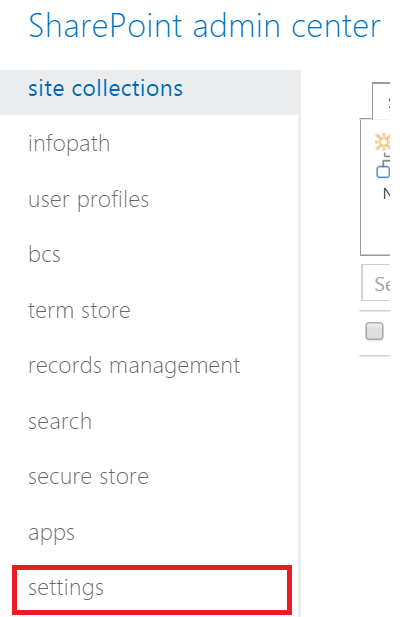 SharePoint admin center
site collections
infopath
user profiles
bcs
term store
records management
search
secure store
apps
settings